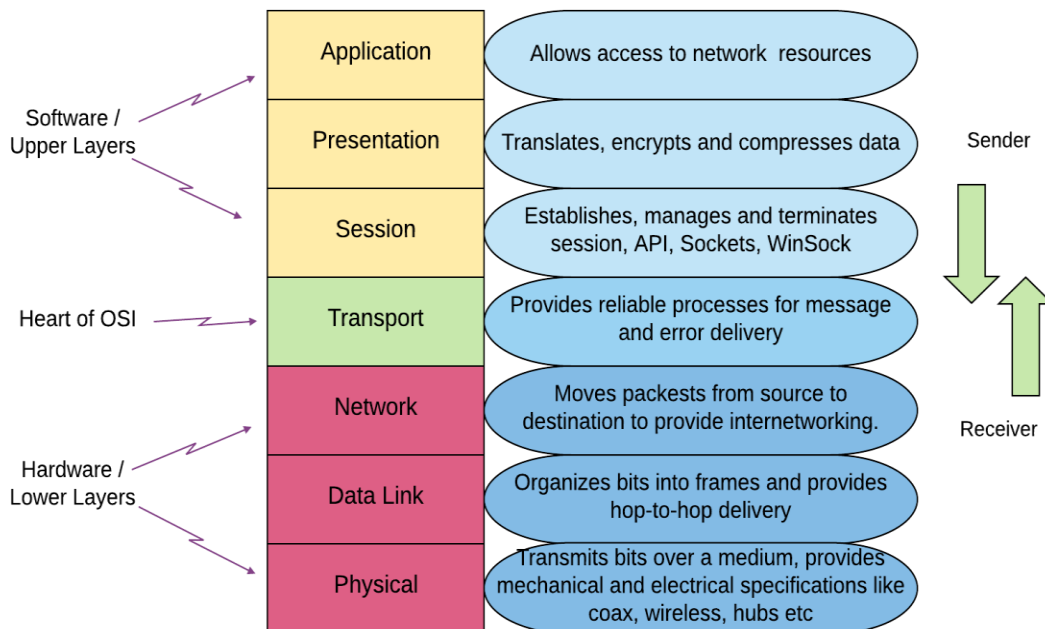 Application
Allows access to network resources
Software /
Upper Layers
Presentation
Translates, encrypts and compresses data
Sender
Session
Establishes, manages and terminates
session, API, Sockets, WinSock
Heart of OSI
Transport
Provides reliable processes for message
and error delivery
Network
Moves packests from source to
destination to provide internetworking.
Receiver
Hardware /
Lower Layers
Data Link
Organizes bits into frames and provides
hop-to-hop delivery
Physical
Transmits bits over a medium, provides
mechanical and electrical specifications like
coax, wireless, hubs etc